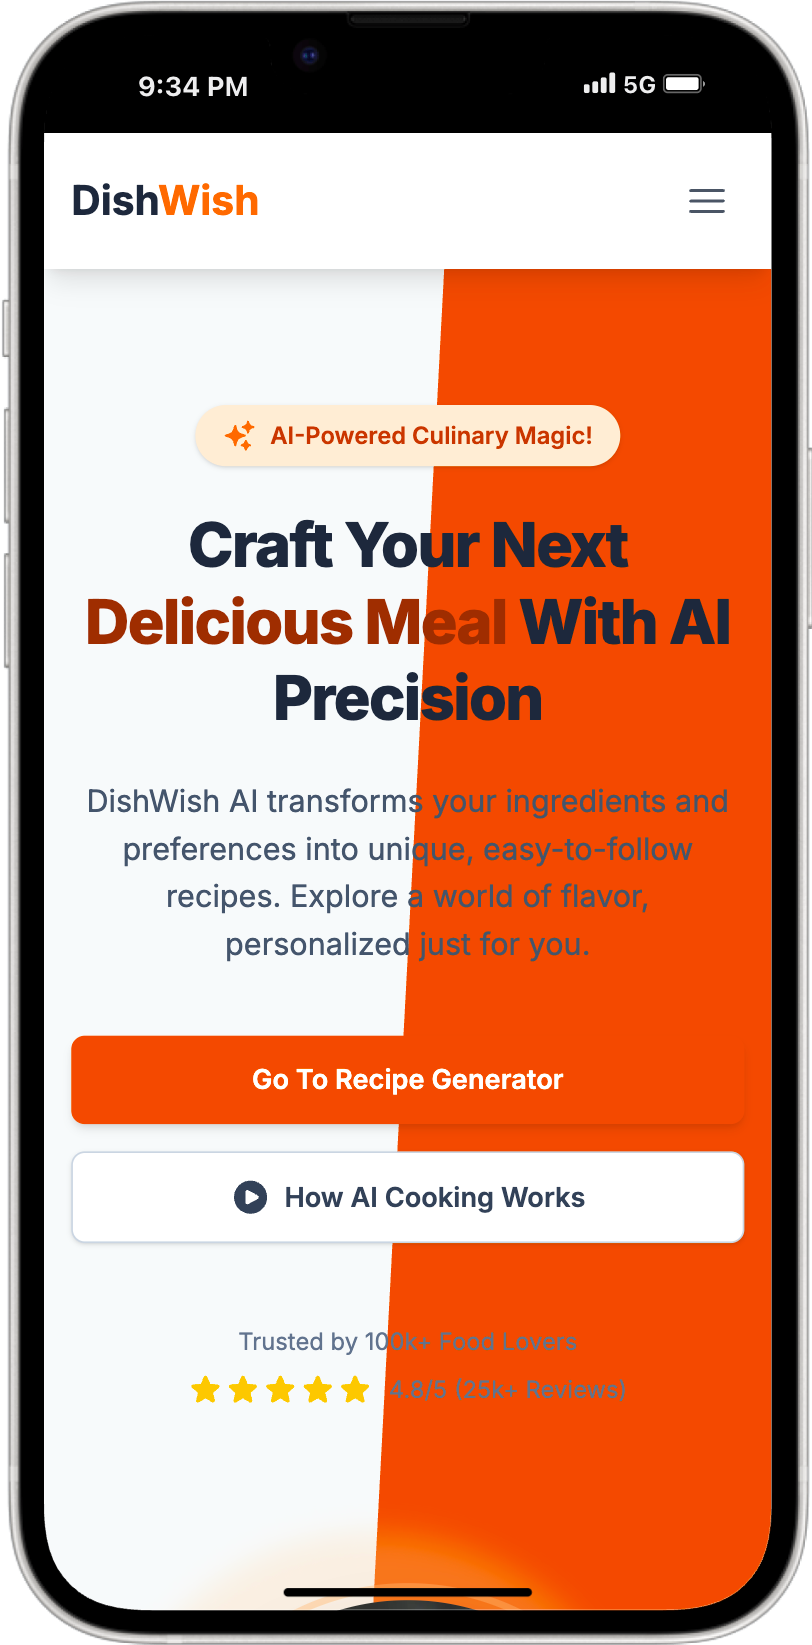 9:34 PM 5G
DishWish
AI-Powered Culinary Magic!
Craft Your Next
Delicious Meal With AI
Precision
DishWish AI transforms your ingredients and
preferences into unique, easy-to-follow
recipes. Explore a world of flavor,
personalized just for you.
Go To Recipe Generator
How AI Cooking Works
Trusted by 100k+ Food Lovers
4.8/5 (25k+ Reviews)